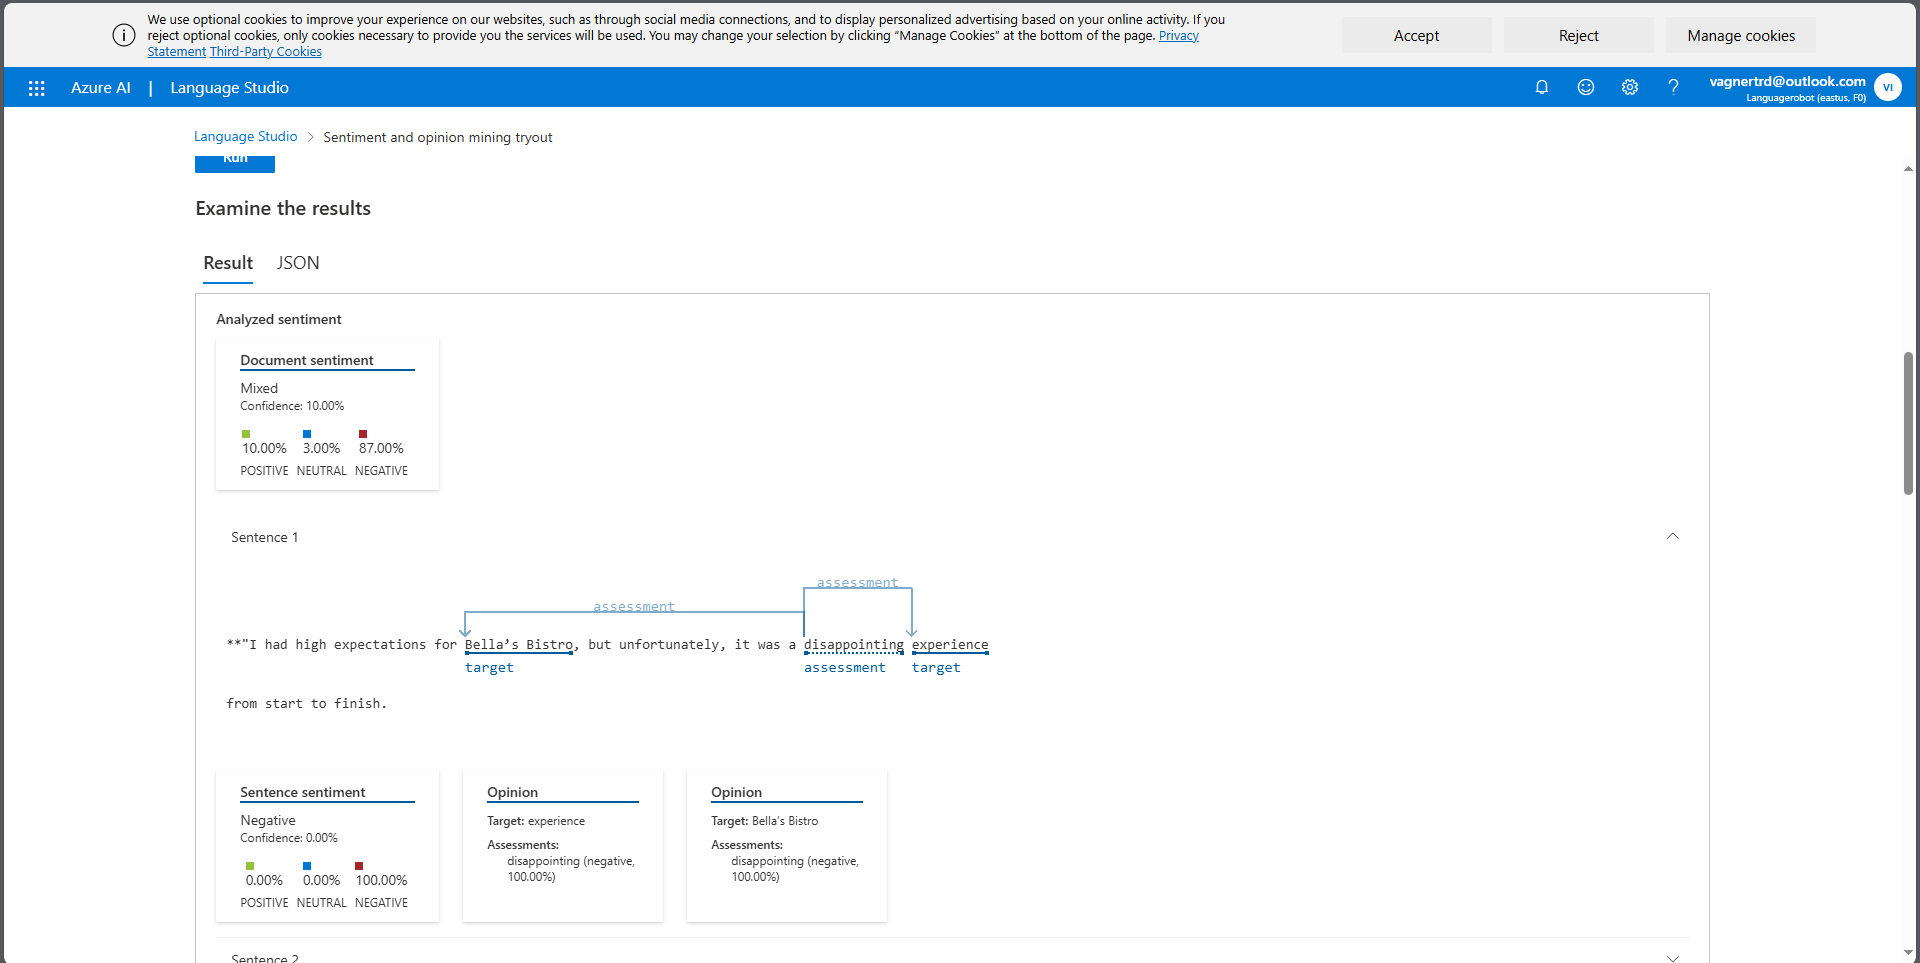 We use optional cookies to improve your experience on our websites, such as through social media connections, and to display personalized advertising based on your online activity. If you
reject optional cookies, only cookies necessary to provide you the services will be used. You may change your selection by clicking “Manage Cookies” at the bottom of the page. Privacy
Statement Third-Party Cookies
Accept
Reject
Manage cookies
Azure AI | Language Studio
vagnertrd@outlook.com
Languagerobot (eastus, F0)
VI
Language Studio > Sentiment and opinion mining tryout
Run
Examine the results
Result JSON
Analyzed sentiment
Document sentiment
Mixed
Confidence: 10.00%
10.00% 3.00% 87.00%
POSITIVE NEUTRAL NEGATIVE
Sentence 1
assessment
assessment
**"I had high expectations for Bella’s Bistro, but unfortunately, it was a disappointing experience
target assessment target
from start to finish.
Sentence sentiment
Negative
Confidence: 0.00%
0.00% 0.00% 100.00%
POSITIVE NEUTRAL NEGATIVE
Opinion
Target: experience
Assessments:
disappointing (negative,
100.00%)
Opinion
Target: Bella’s Bistro
Assessments:
disappointing (negative,
100.00%)
Sentence 2